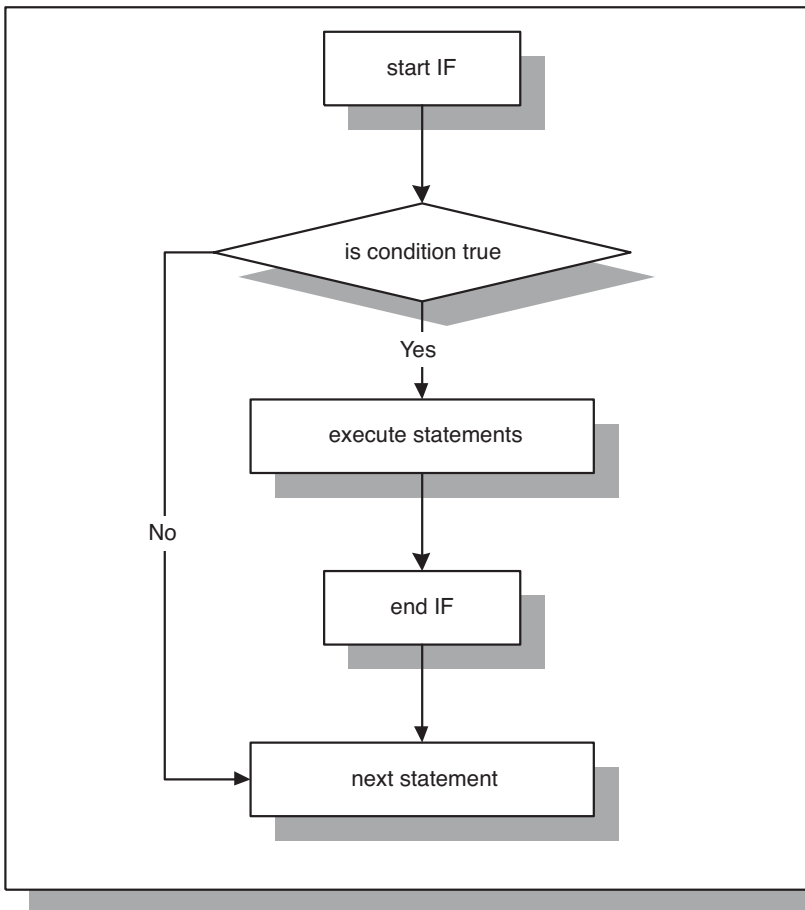 start IF
is condition true
Yes
execute statements
No
end IF
next statement